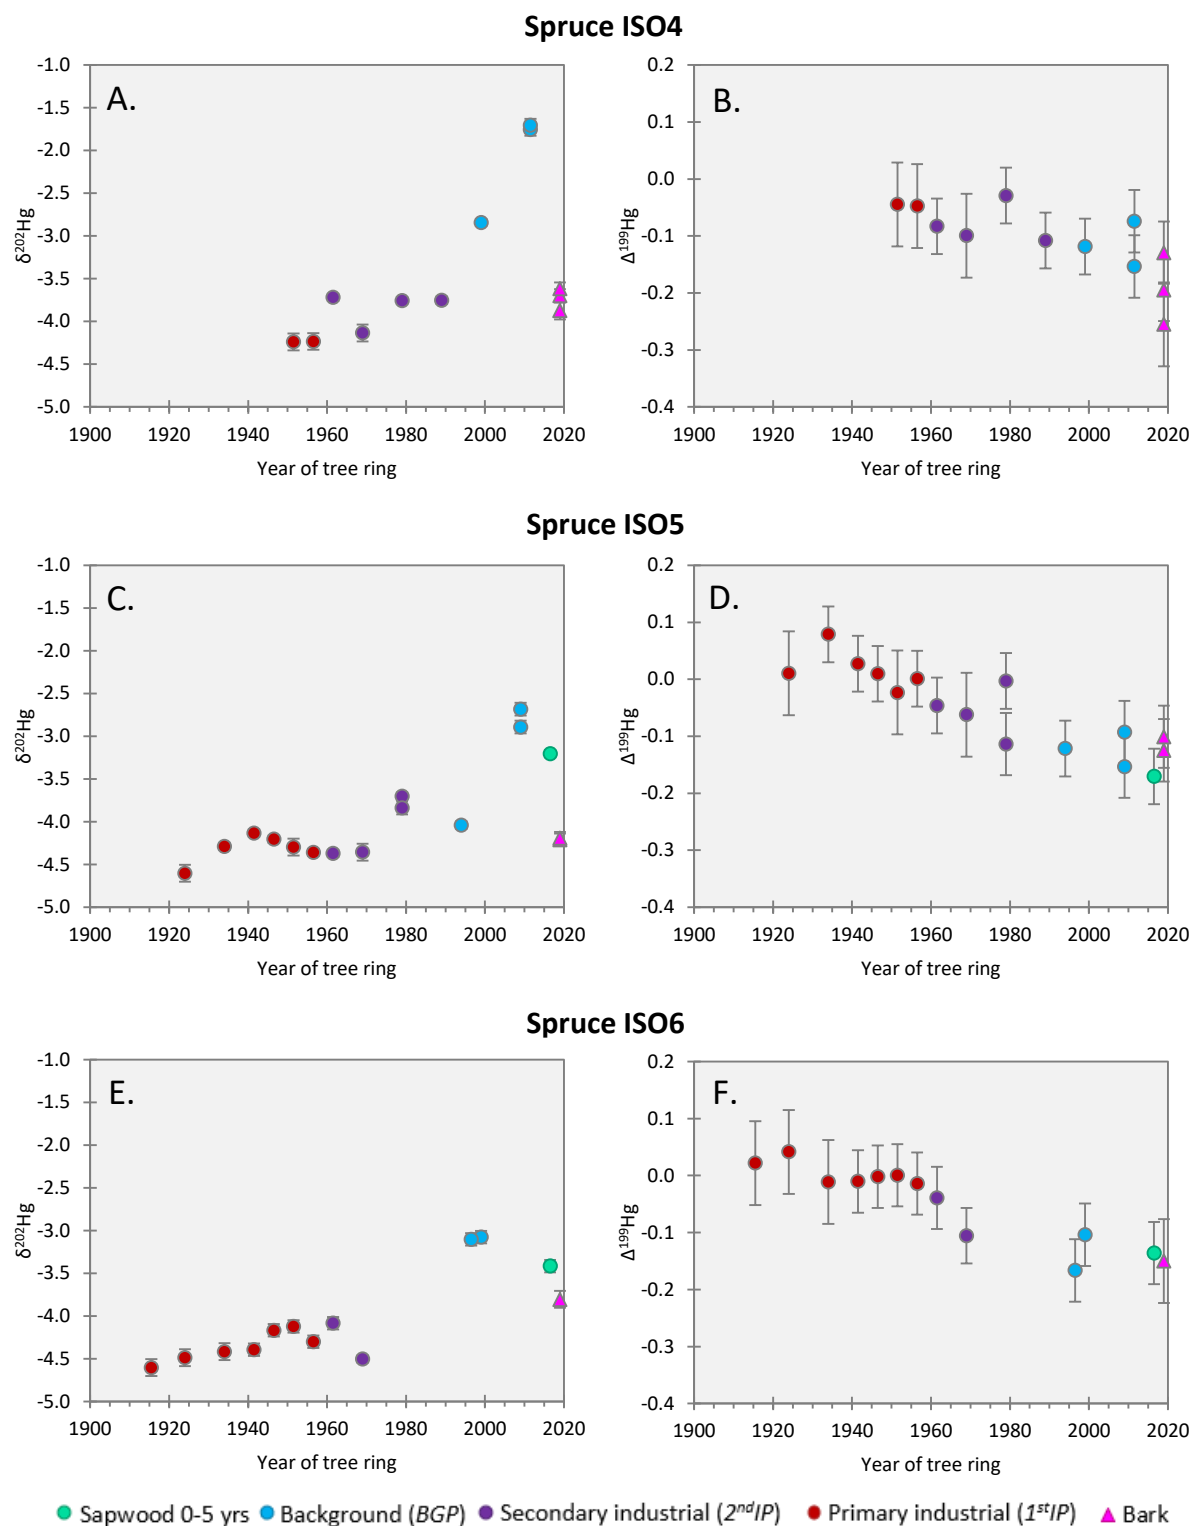 Spruce ISO4
A.
-1.0
-1.5
-2.0
-2.5
-3.0
-3.5
-4.0
-4.5
-5.0
δ202Hg
1900 1920 1940 1960 1980 2000 2020
Year of tree ring
B.
0.2
0.1
0.0
-0.1
-0.2
-0.3
-0.4
Δ199Hg
1900 1920 1940 1960 1980 2000 2020
Year of tree ring
Spruce ISO5
C.
-1.0
-1.5
-2.0
-2.5
-3.0
-3.5
-4.0
-4.5
-5.0
δ202Hg
1900 1920 1940 1960 1980 2000 2020
Year of tree ring
D.
0.2
0.1
0.0
-0.1
-0.2
-0.3
-0.4
Δ199Hg
1900 1920 1940 1960 1980 2000 2020
Year of tree ring
Spruce ISO6
E.
-1.0
-1.5
-2.0
-2.5
-3.0
-3.5
-4.0
-4.5
-5.0
δ202Hg
1900 1920 1940 1960 1980 2000 2020
Year of tree ring
F.
0.2
0.1
0.0
-0.1
-0.2
-0.3
-0.4
Δ199Hg
1900 1920 1940 1960 1980 2000 2020
Year of tree ring
Sapwood 0-5 yrs Background (BGP) Secondary industrial (2ndIP) Primary industrial (1stIP) Bark